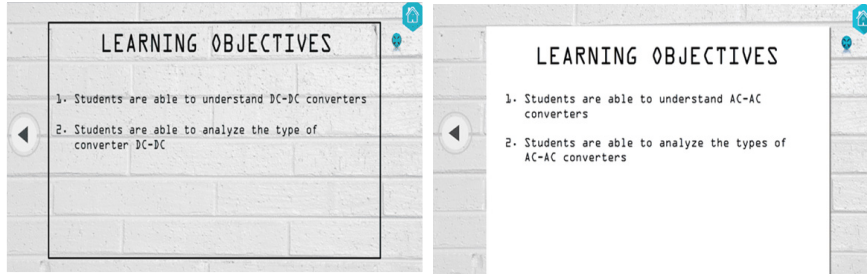 LEARNING OBJECTIVES
1. Students are able to understand DC-DC converters
2. Students are able to analyze the type of
converter DC-DC
LEARNING OBJECTIVES
1. Students are able to understand AC-AC
converters
2. Students are able to analyze the types of
AC-AC converters